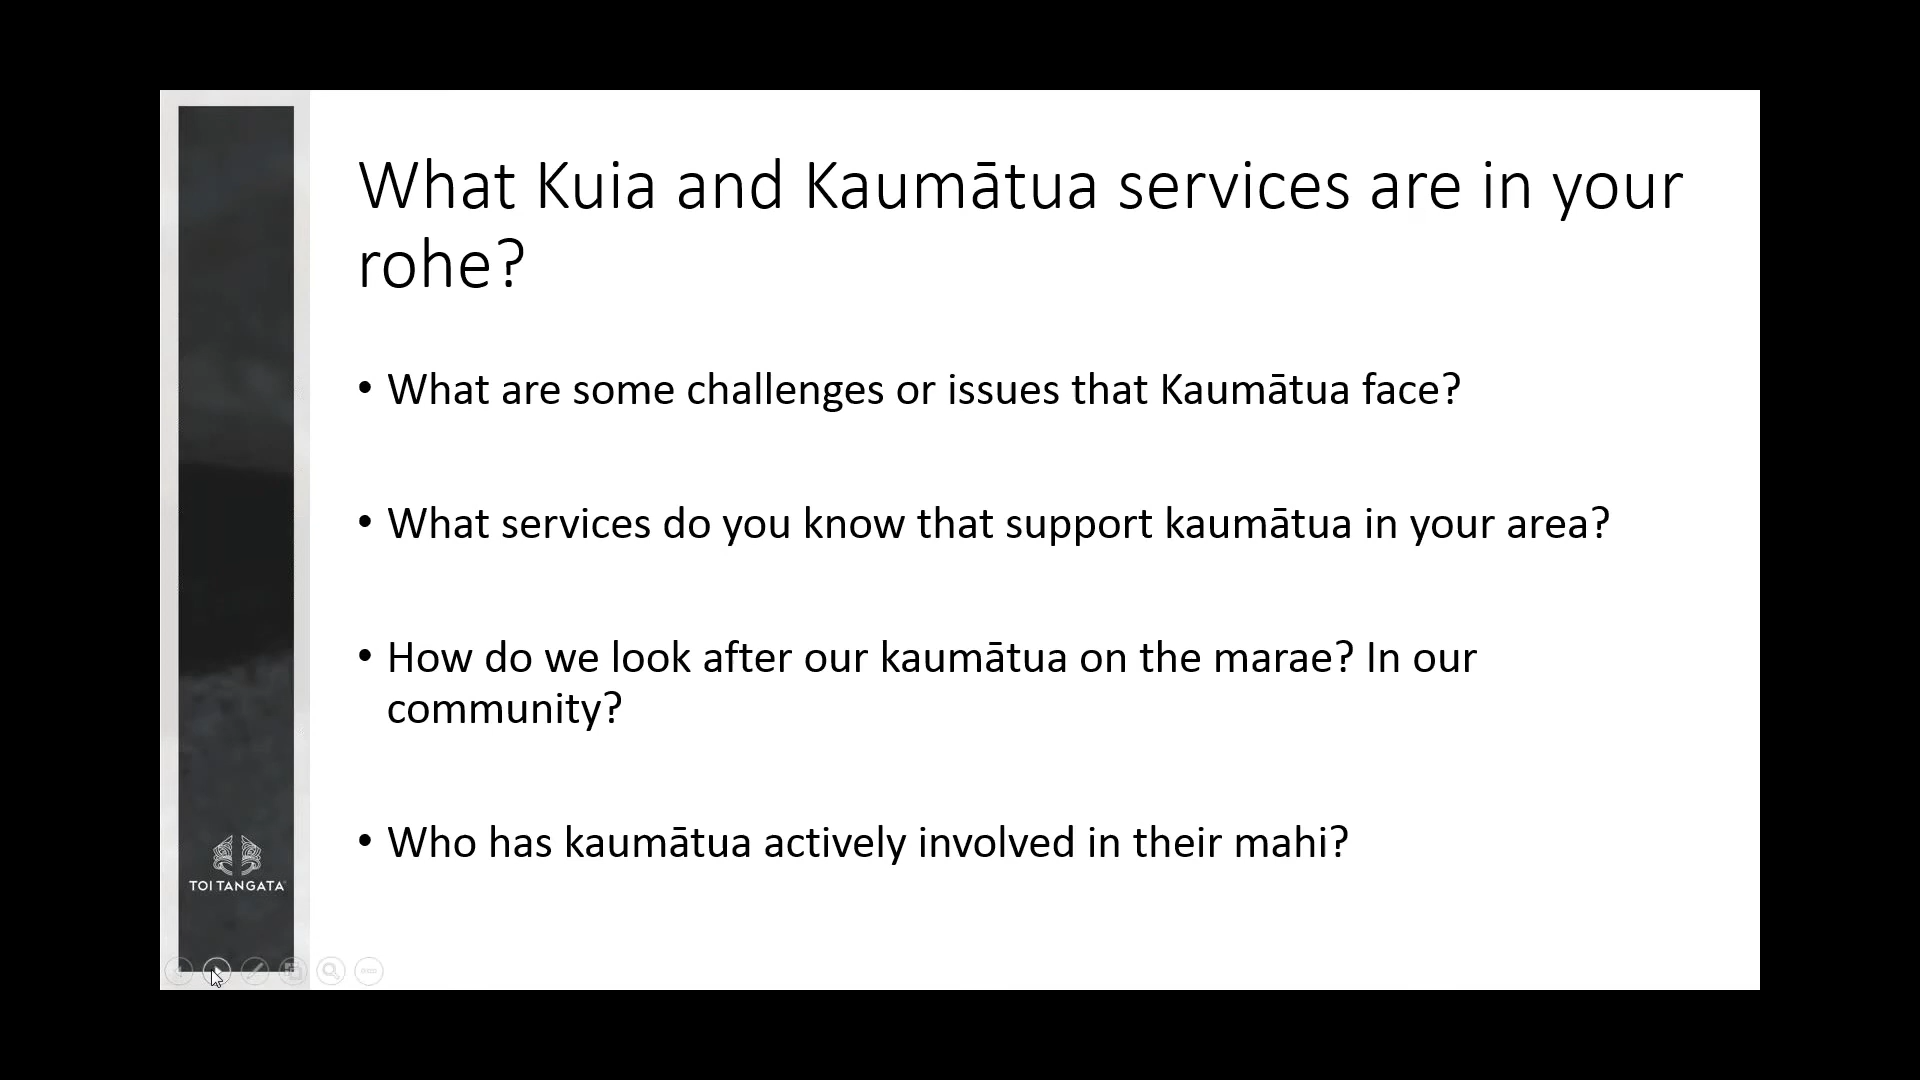 What Kuia and Kaumātua services are in your
rohe?
• What are some challenges or issues that Kaumātua face?
• What services do you know that support kaumātua in your area?
• How do we look after our kaumātua on the marae? In our
community?
• Who has kaumātua actively involved in their mahi?
TOI TANGATA